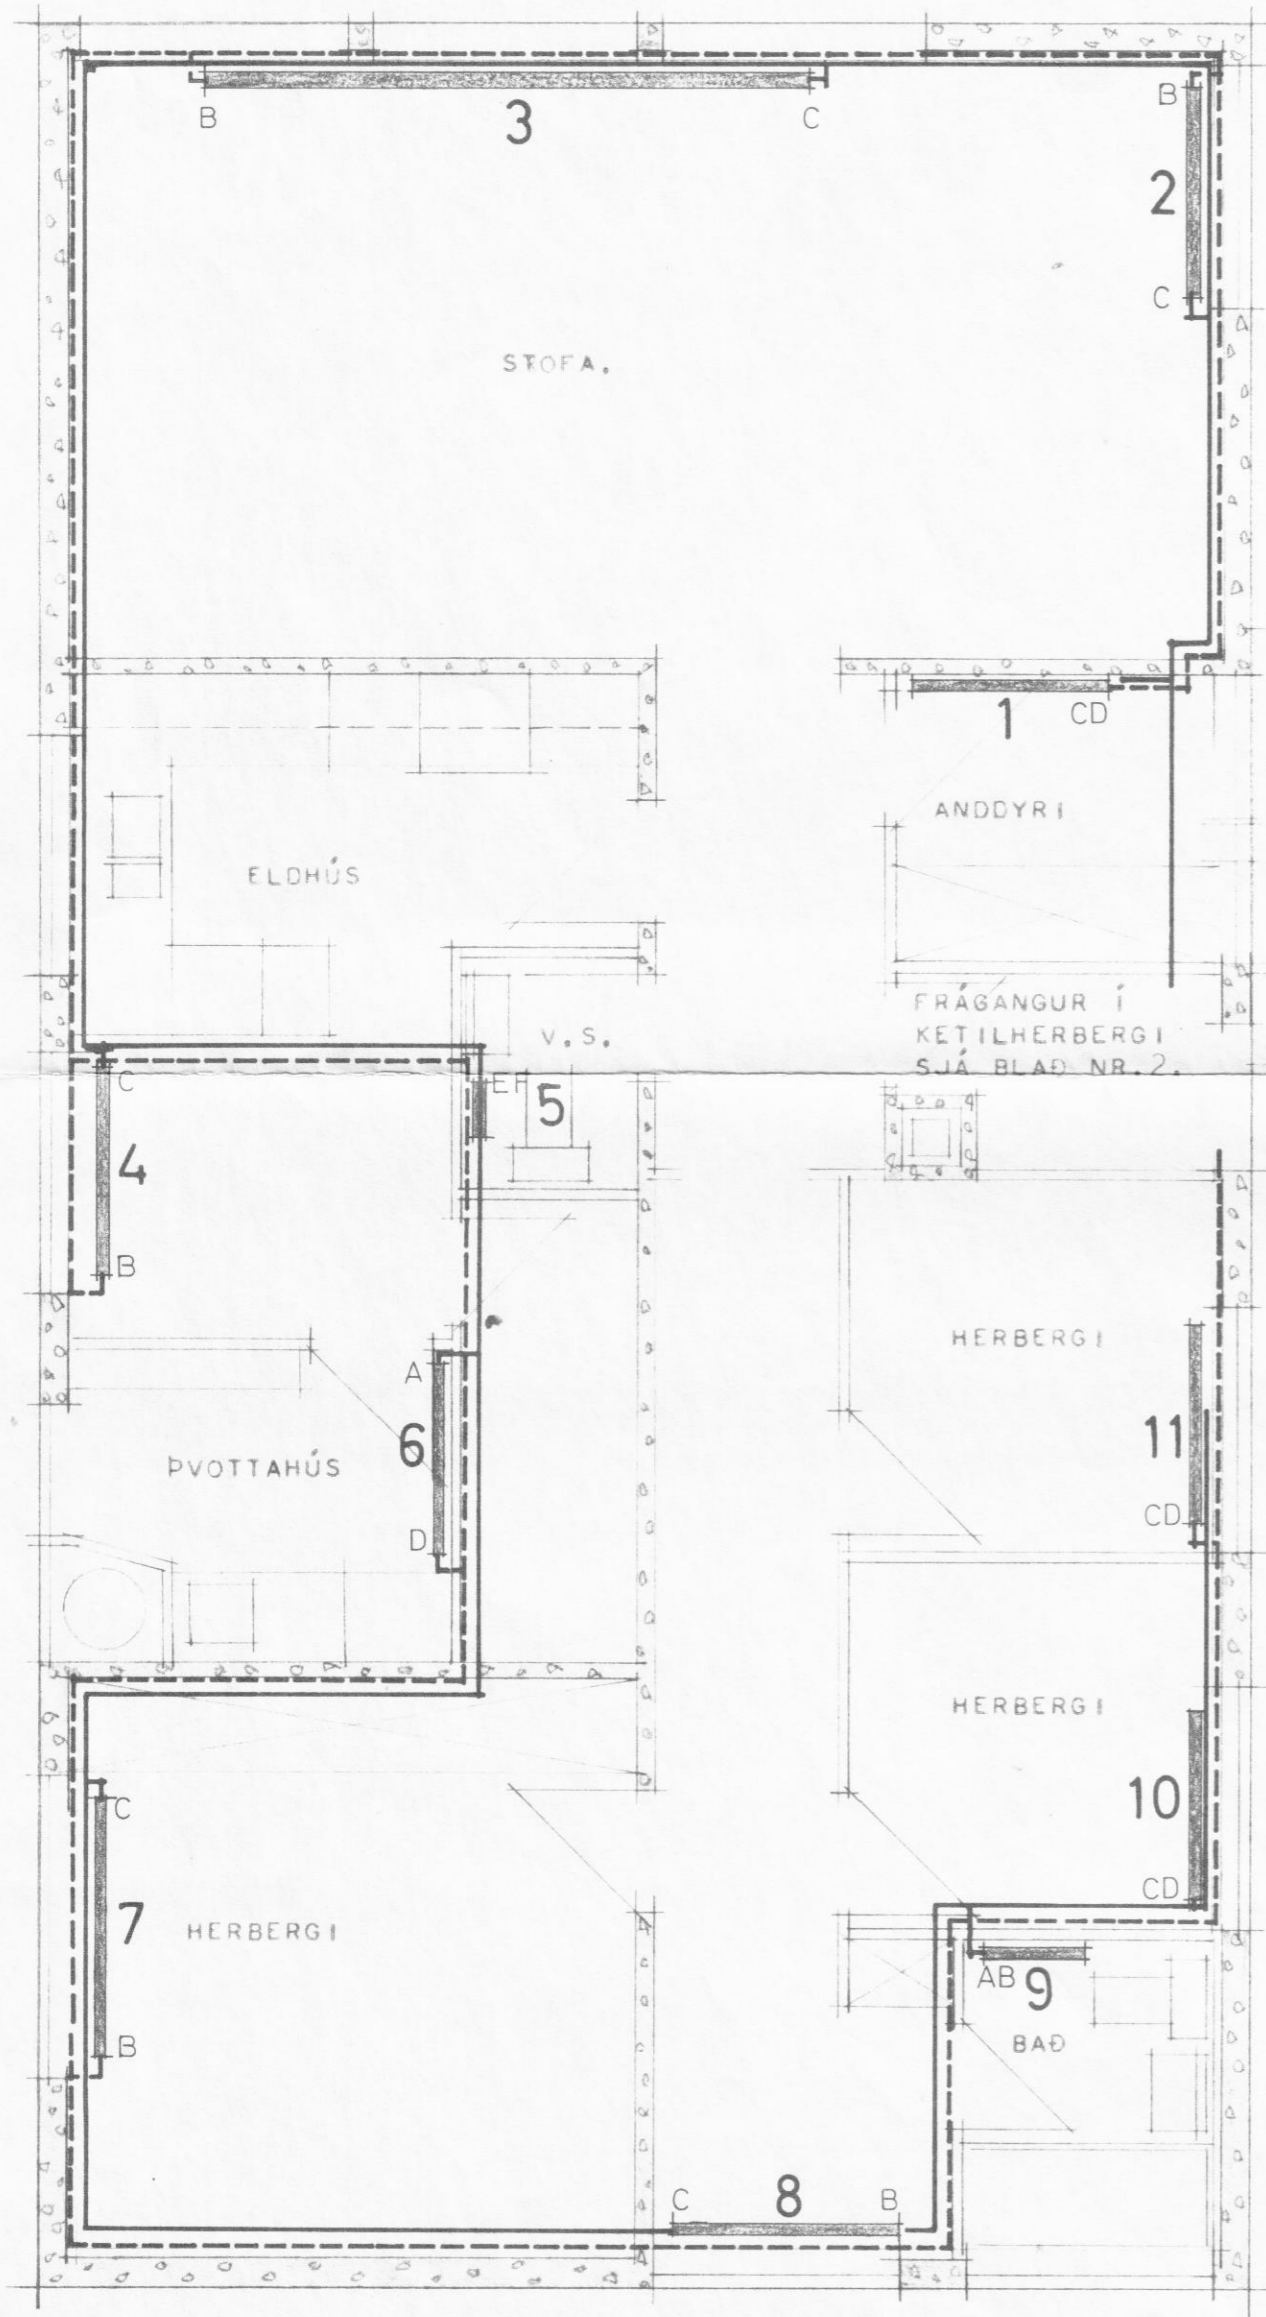 B
3
C
B
2
C
STOFA.
1
CD
ANDDYRI
ELDHÚS
FRÁGANGUR Í
KETILHERBERGI
SJÁ BLAÐ NR. 2.
V. S.
C
EF
5
4
B
HERBERGI
A
6
11
ÞVOTTAHÚS
CD
D
HERBERGI
10
C
CD
7
HERBERGI
AB
9
BAÐ
B
C
8
B